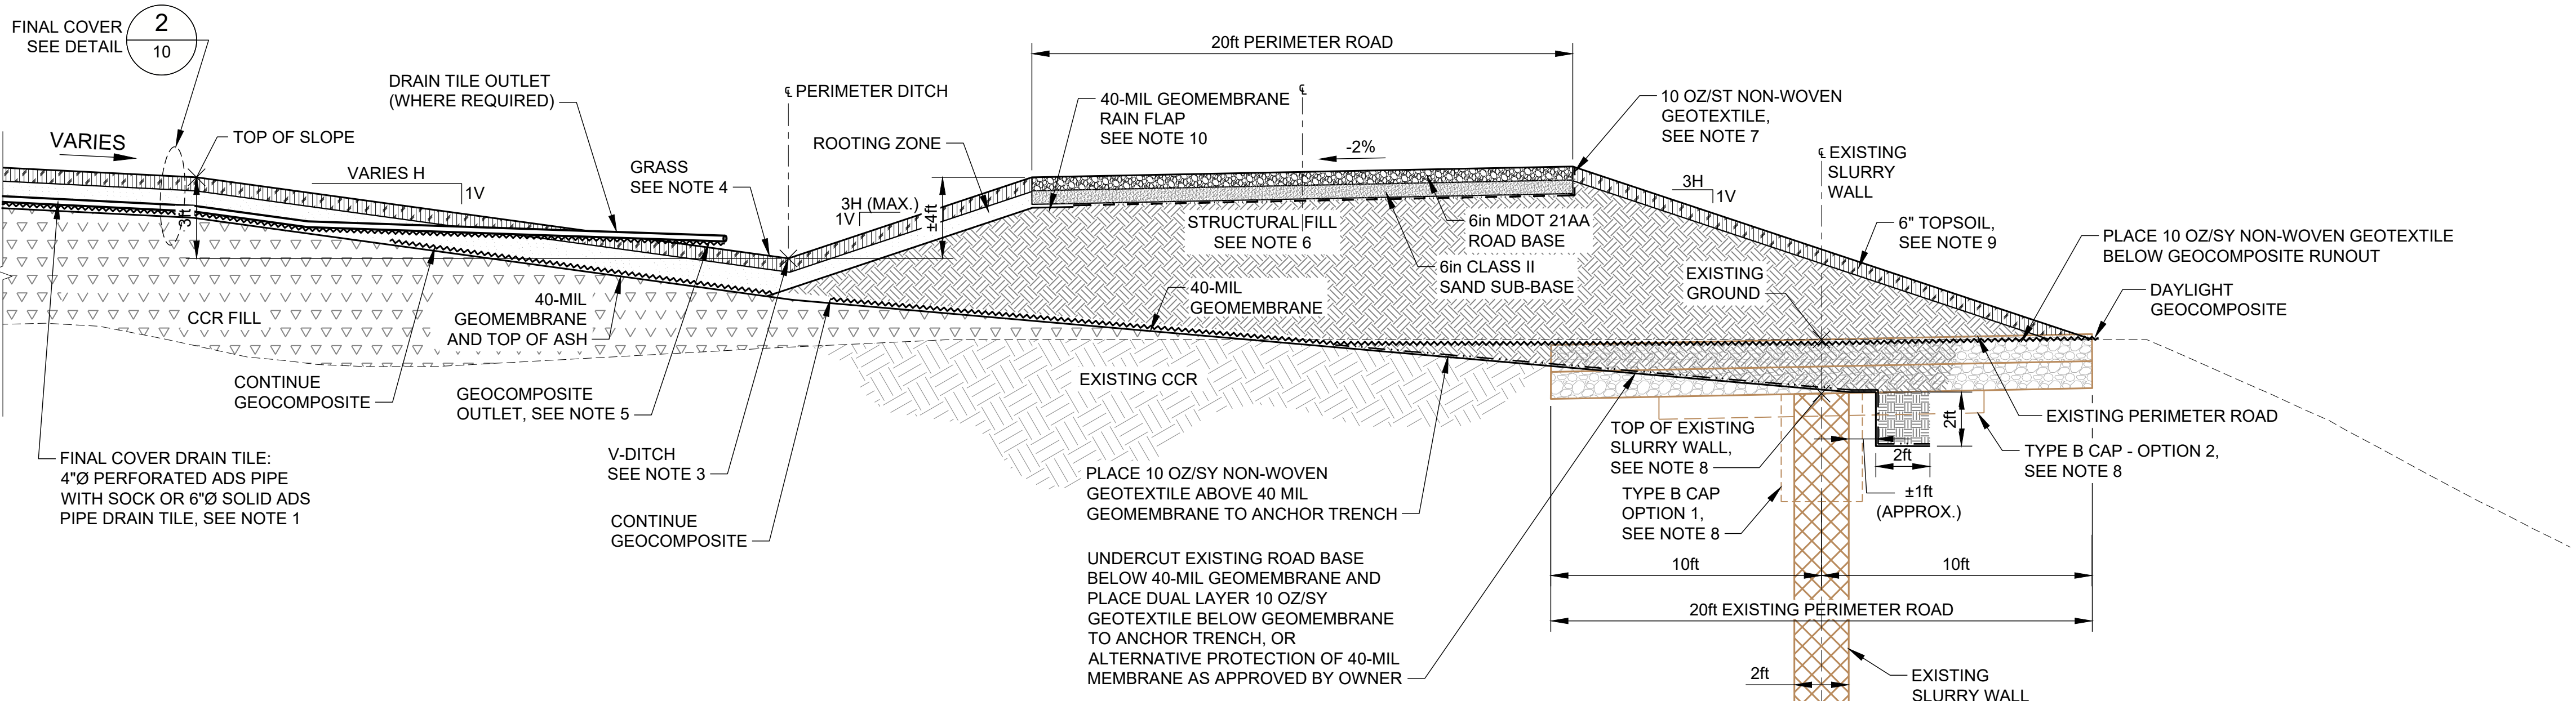 FINAL COVER
SEE DETAIL
2
10
VARIES
TOP OF SLOPE
DRAIN TILE OUTLET
(WHERE REQUIRED)
VARIES H
1V
3ft
GRASS
SEE NOTE 4
℄ PERIMETER DITCH
ROOTING ZONE
3H (MAX.)
1V
±4ft
20ft PERIMETER ROAD
40-MIL GEOMEMBRANE
RAIN FLAP
SEE NOTE 10
℄
-2%
10 OZ/ST NON-WOVEN
GEOTEXTILE,
SEE NOTE 7
℄ EXISTING
SLURRY
WALL
3H
1V
STRUCTURAL FILL
SEE NOTE 6
6in MDOT 21AA
ROAD BASE
6in CLASS II
SAND SUB-BASE
6" TOPSOIL,
SEE NOTE 9
PLACE 10 OZ/SY NON-WOVEN GEOTEXTILE
BELOW GEOCOMPOSITE RUNOUT
EXISTING
GROUND
DAYLIGHT
GEOCOMPOSITE
40-MIL
GEOMEMBRANE
CCR FILL
40-MIL
GEOMEMBRANE
AND TOP OF ASH
CONTINUE
GEOCOMPOSITE
GEOCOMPOSITE
OUTLET, SEE NOTE 5
EXISTING CCR
V-DITCH
SEE NOTE 3
FINAL COVER DRAIN TILE:
4"Ø PERFORATED ADS PIPE
WITH SOCK OR 6"Ø SOLID ADS
PIPE DRAIN TILE, SEE NOTE 1
CONTINUE
GEOCOMPOSITE
PLACE 10 OZ/SY NON-WOVEN
GEOTEXTILE ABOVE 40 MIL
GEOMEMBRANE TO ANCHOR TRENCH
UNDERCUT EXISTING ROAD BASE
BELOW 40-MIL GEOMEMBRANE AND
PLACE DUAL LAYER 10 OZ/SY
GEOTEXTILE BELOW GEOMEMBRANE
TO ANCHOR TRENCH, OR
ALTERNATIVE PROTECTION OF 40-MIL
MEMBRANE AS APPROVED BY OWNER
TOP OF EXISTING
SLURRY WALL,
SEE NOTE 8
TYPE B CAP
OPTION 1,
SEE NOTE 8
2ft
2ft
±1ft
(APPROX.)
EXISTING PERIMETER ROAD
TYPE B CAP - OPTION 2,
SEE NOTE 8
10ft
10ft
20ft EXISTING PERIMETER ROAD
2ft
EXISTING
SLURRY WALL